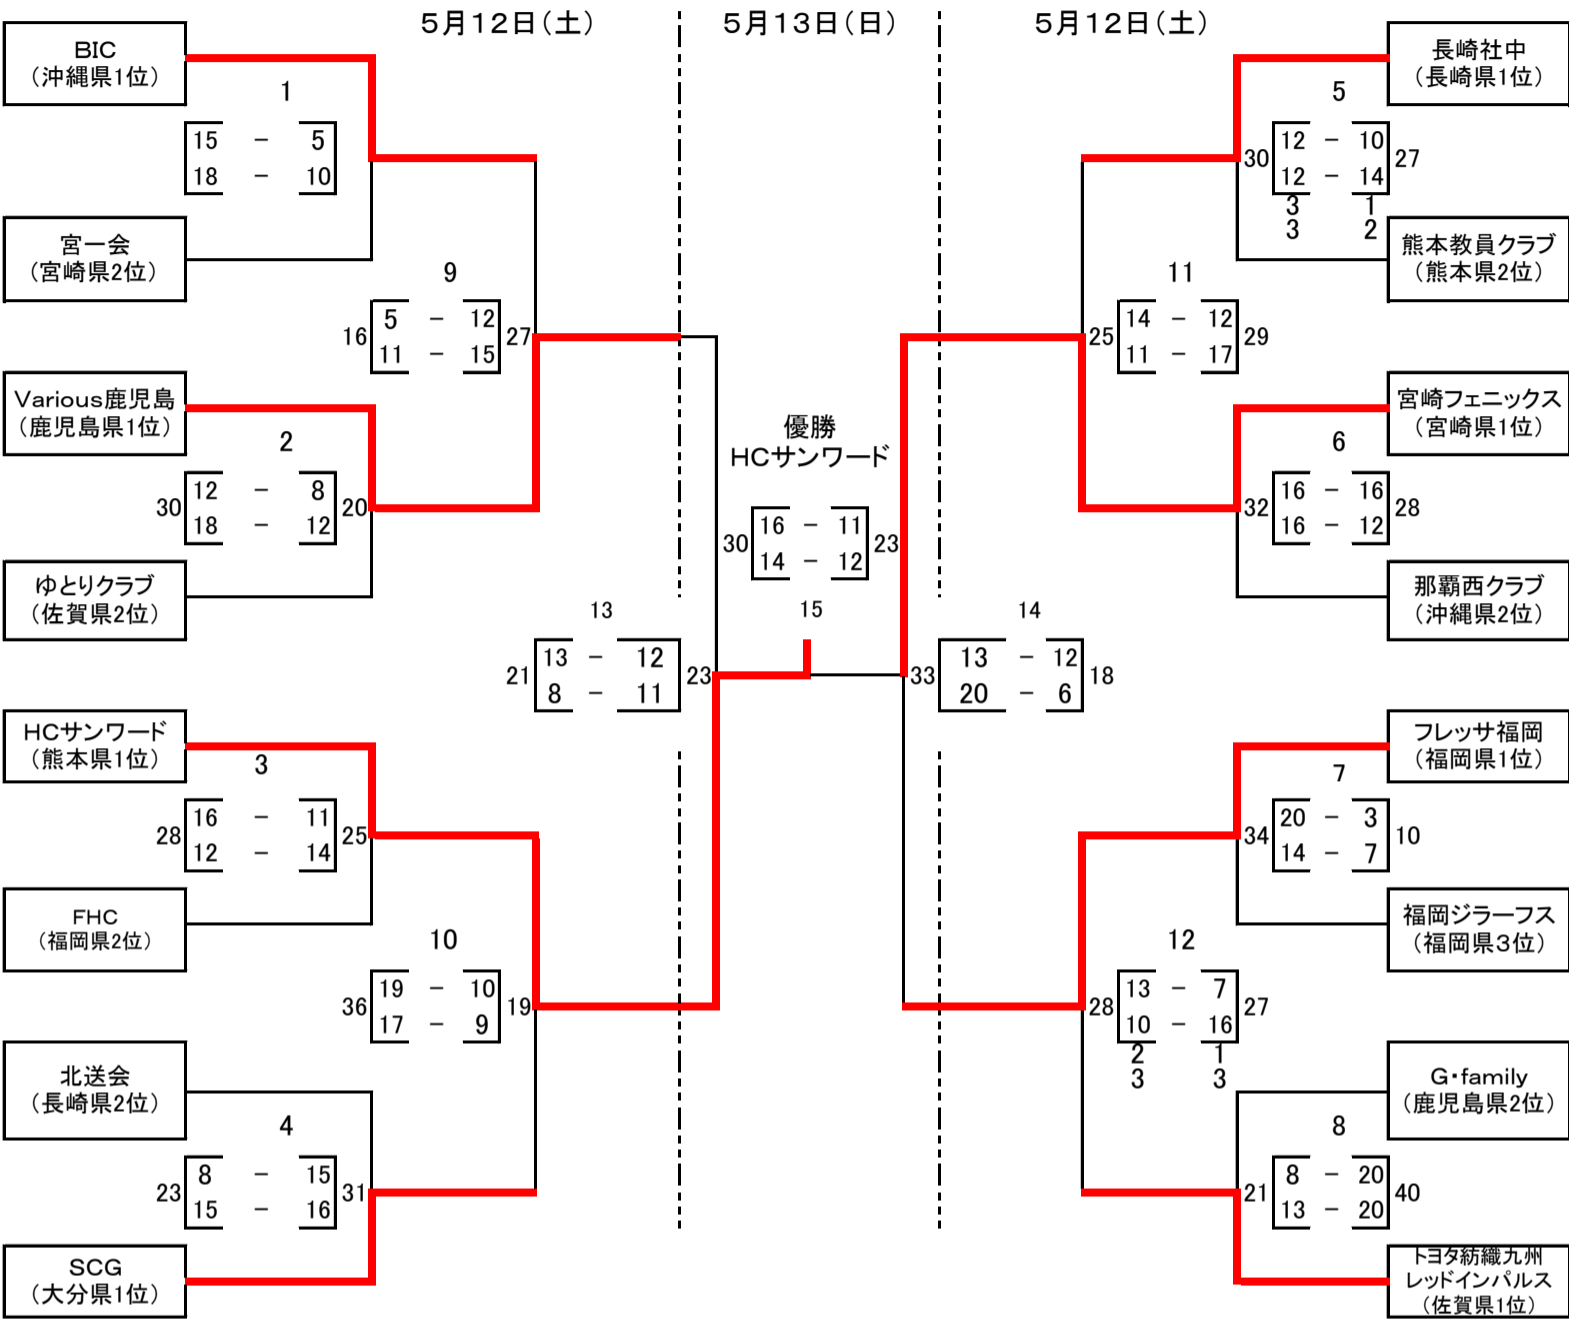 5月12日(土)
5月13日(日)
5月12日(土)
BIC
(沖縄県1位)
1
15 － 5
18 － 10
宮一会
(宮崎県2位)
9
16 5 － 12 27
11 － 15
Various鹿児島
(鹿児島県1位)
2
30 12 － 8 20
18 － 12
ゆとりクラブ
(佐賀県2位)
13
21 13 － 12 23
8 － 11
HCサンワード
(熊本県1位)
3
28 16 － 11 25
12 － 14
FHC
(福岡県2位)
10
36 19 － 10 19
17 － 9
北送会
(長崎県2位)
4
23 8 － 15 31
15 － 16
SCG
(大分県1位)
優勝
HCサンワード
30 16 － 11 23
14 － 12
15
長崎社中
(長崎県1位)
5
30 12 － 10 27
12 － 14
3 1
3 2
熊本教員クラブ
(熊本県2位)
11
25 14 － 12 29
11 － 17
宮崎フェニックス
(宮崎県1位)
6
32 16 － 16 28
16 － 12
那覇西クラブ
(沖縄県2位)
14
33 13 － 12 18
20 － 6
フレッサ福岡
(福岡県1位)
7
34 20 － 3 10
14 － 7
福岡ジラーフス
(福岡県3位)
12
28 13 － 7 27
10 － 16
2 1
3 3
G・family
(鹿児島県2位)
8
21 8 － 20 40
13 － 20
トヨタ紡織九州
レッドインパルス
(佐賀県1位)